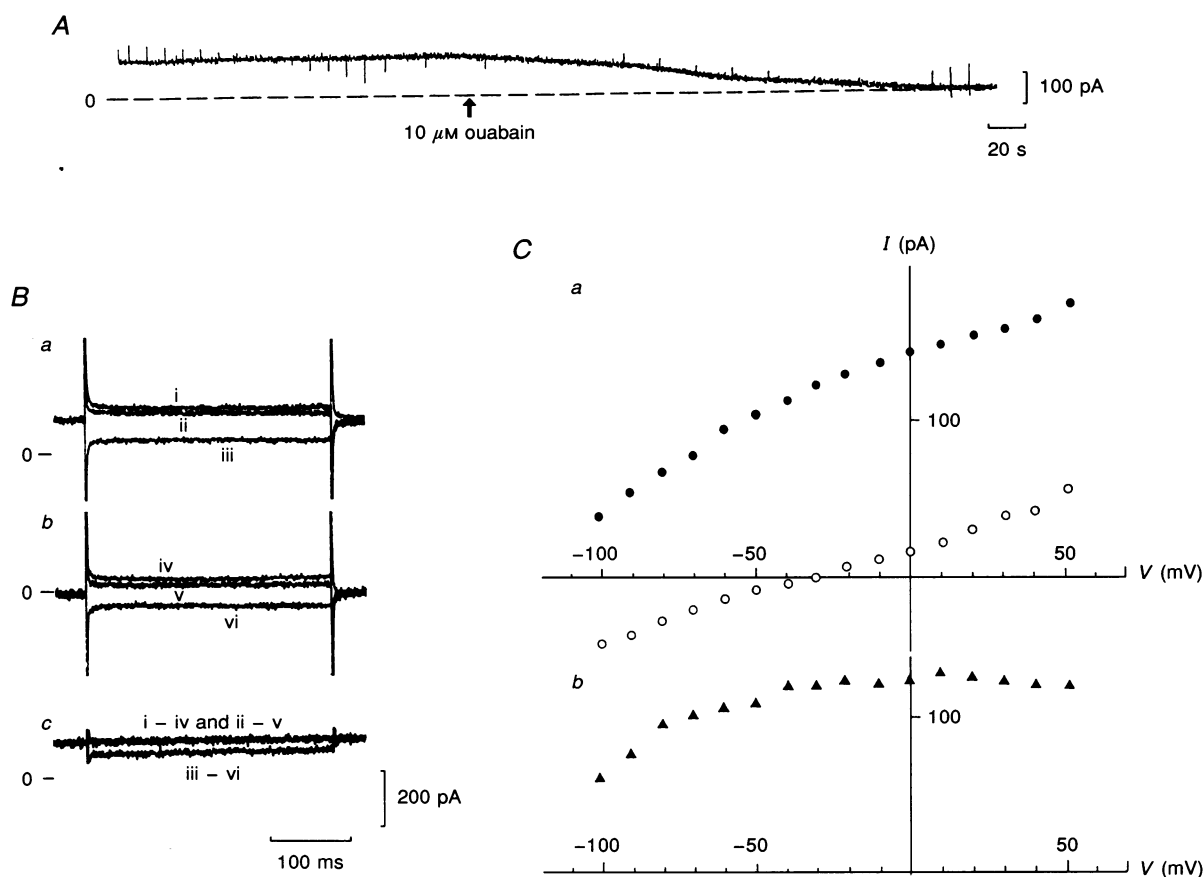 A
0
100 pA
10 μM ouabain
20 s
B
a
i
ii
0
iii
b
iv
0
v
vi
c
i – iv and ii – v
0
iii – vi
200 pA
100 ms
C
I (pA)
a
100
−100
−50
50
V (mV)
b
100
−100
−50
50
V (mV)